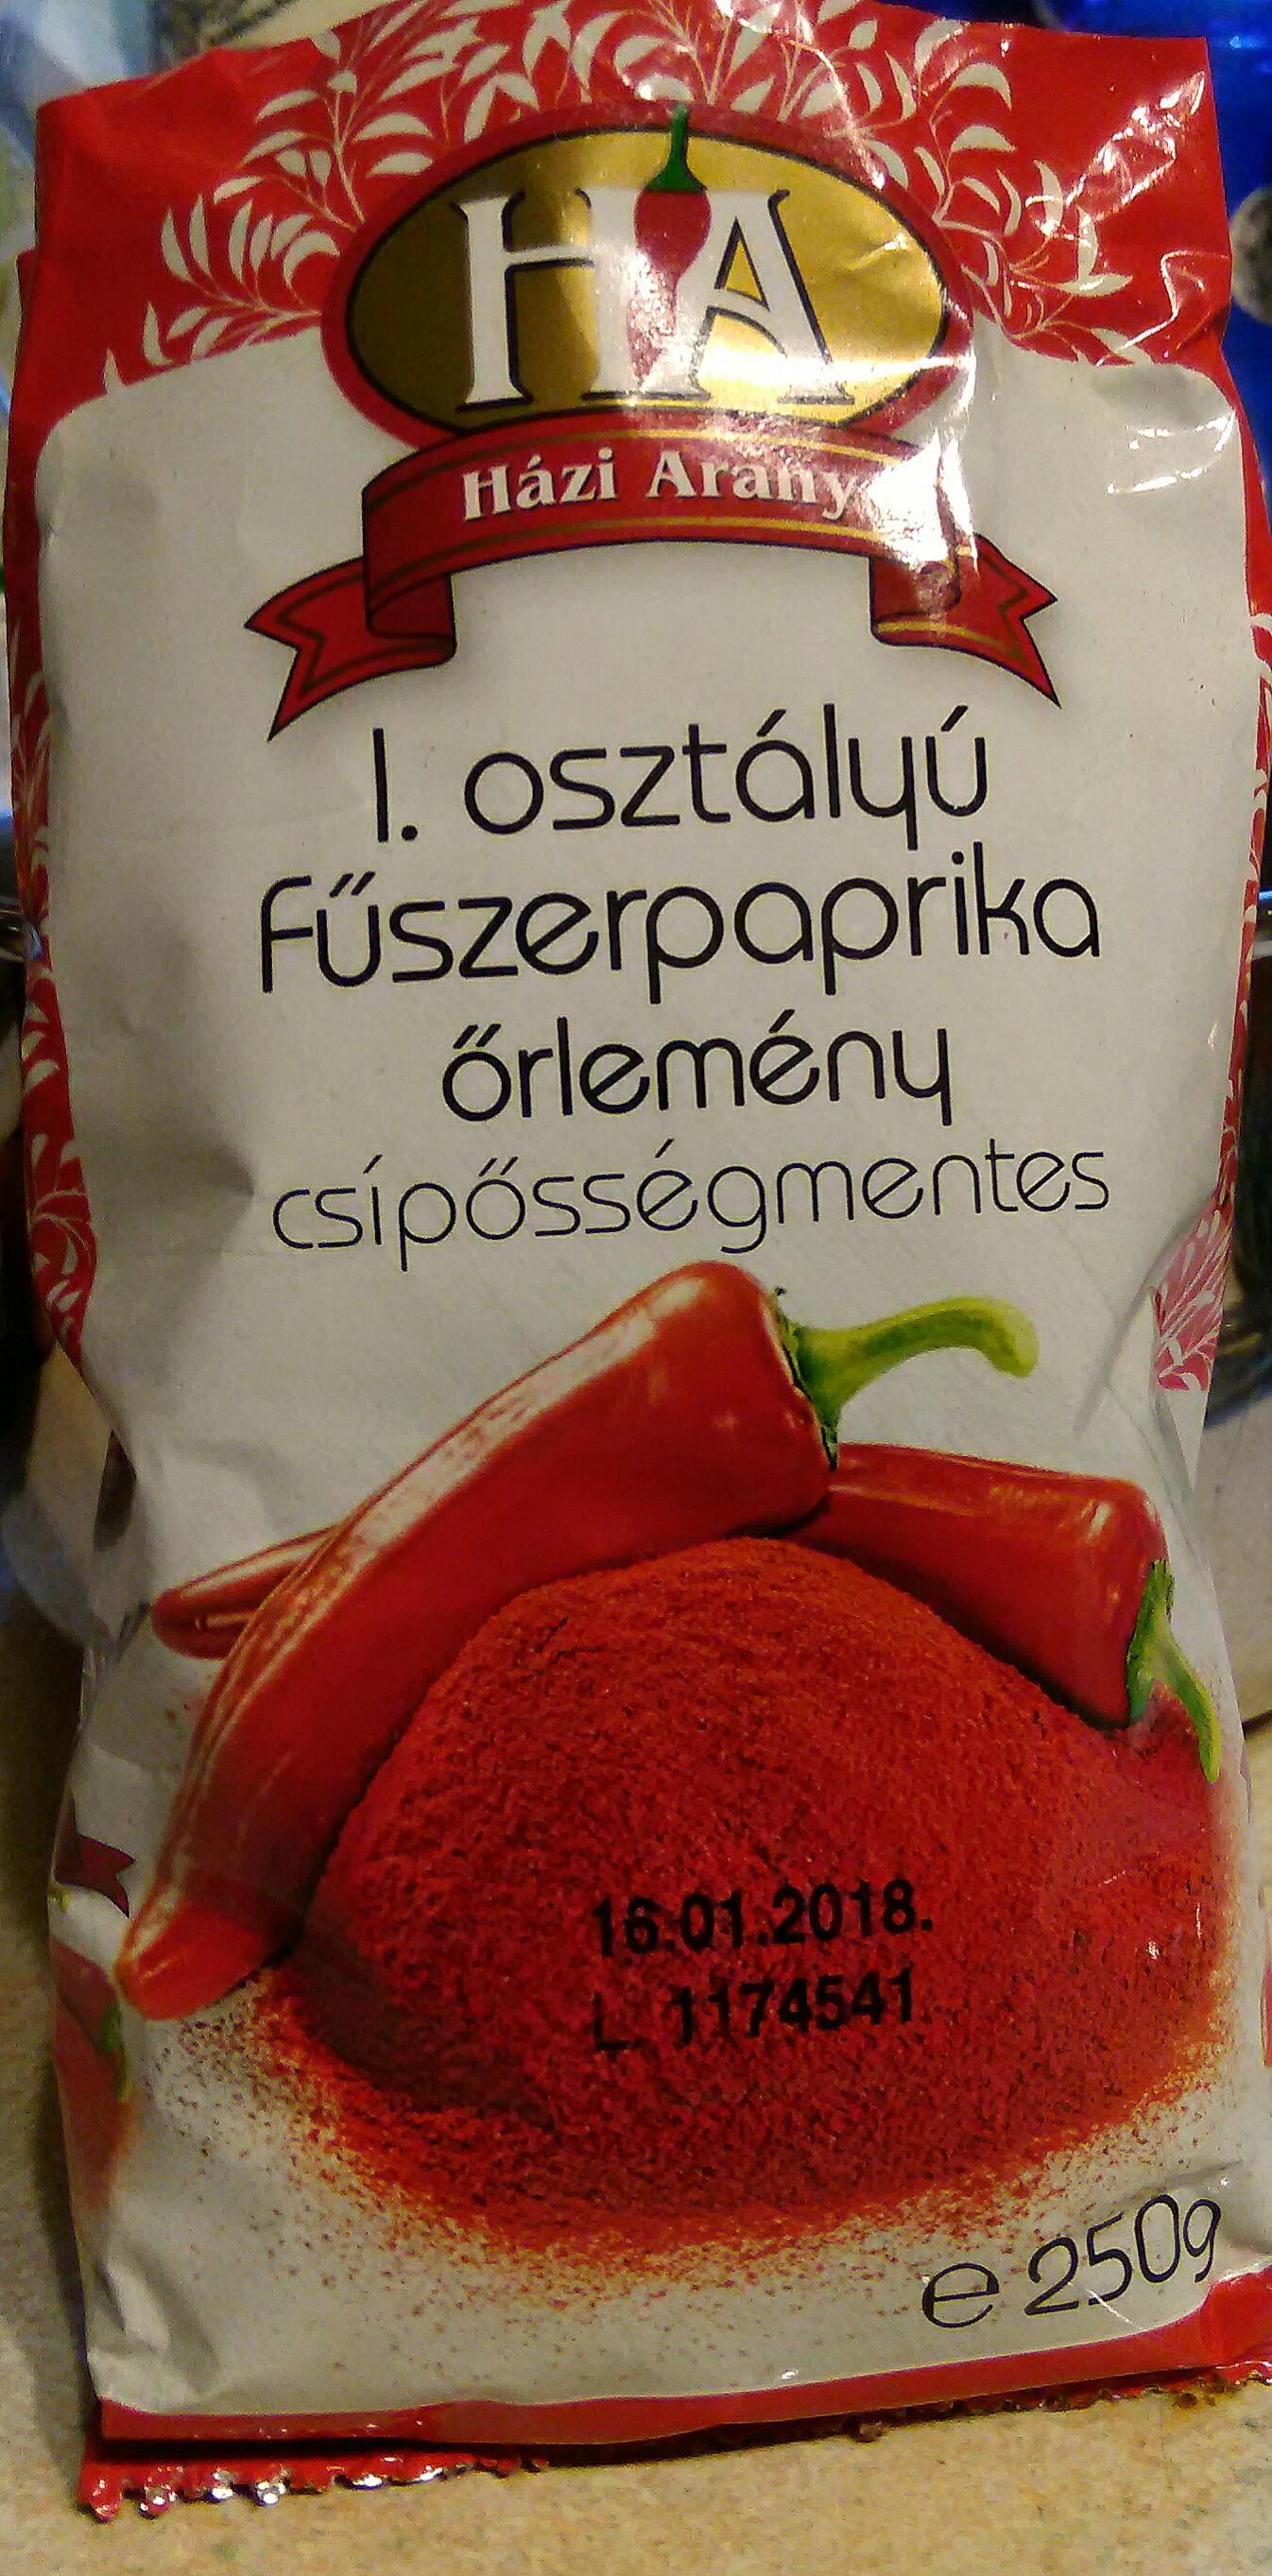 HA
Házi Arany
I. osztályú
fűszerpaprika
őrlemény
csípősségmentes
16.01.2018.
L 1174541
e 250g